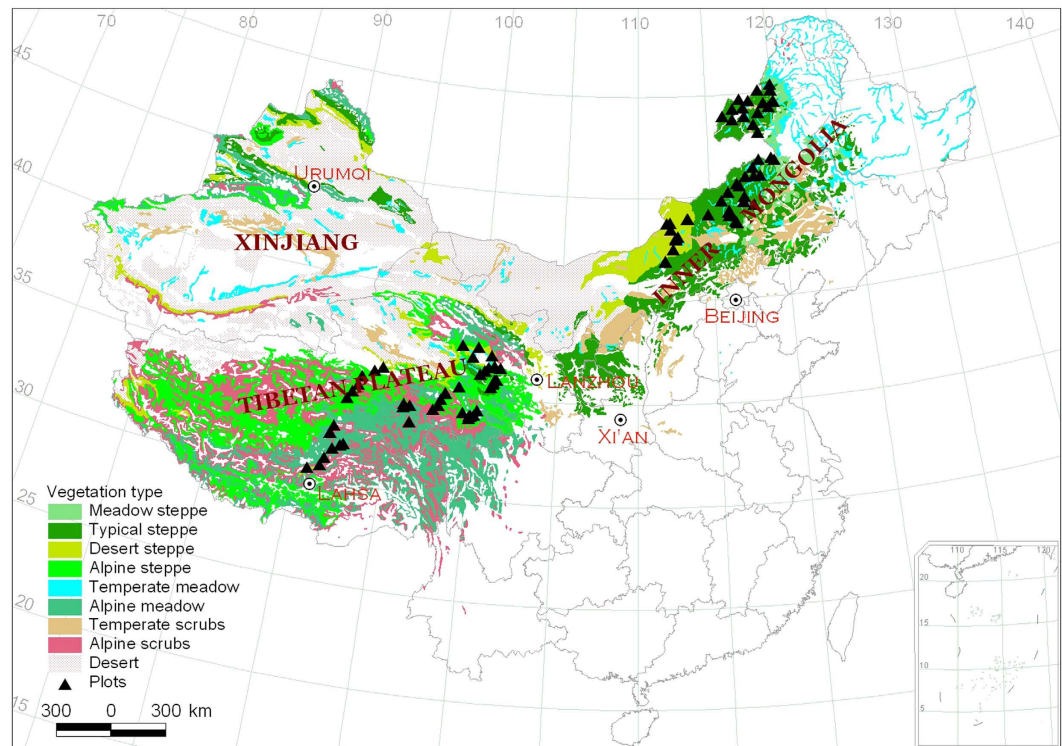 70 80 90 100 110 120 130 140
45
40
35
30
25
20
15
URUMQI
XINJIANG
INNER MONGOLIA
BEIJING
TIBETAN PLATEAU
LANZHOU
XI'AN
LAHSA
Vegetation type
Meadow steppe
Typical steppe
Desert steppe
Alpine steppe
Temperate meadow
Alpine meadow
Temperate scrubs
Alpine scrubs
Desert
Plots
300 0 300 km
110 115 120
20
15
10
5